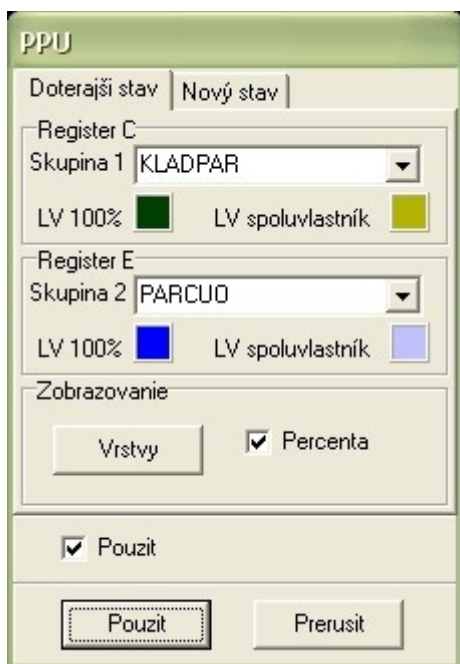 PPU
Doterajši stav Nový stav
Register C
Skupina 1 KLADPAR
LV 100% LV spoluvlastník
Register E
Skupina 2 PARCUO
LV 100% LV spoluvlastník
Zobrazovanie
Vrstvy Percenta
Pouzit
Pouzit Prerusit